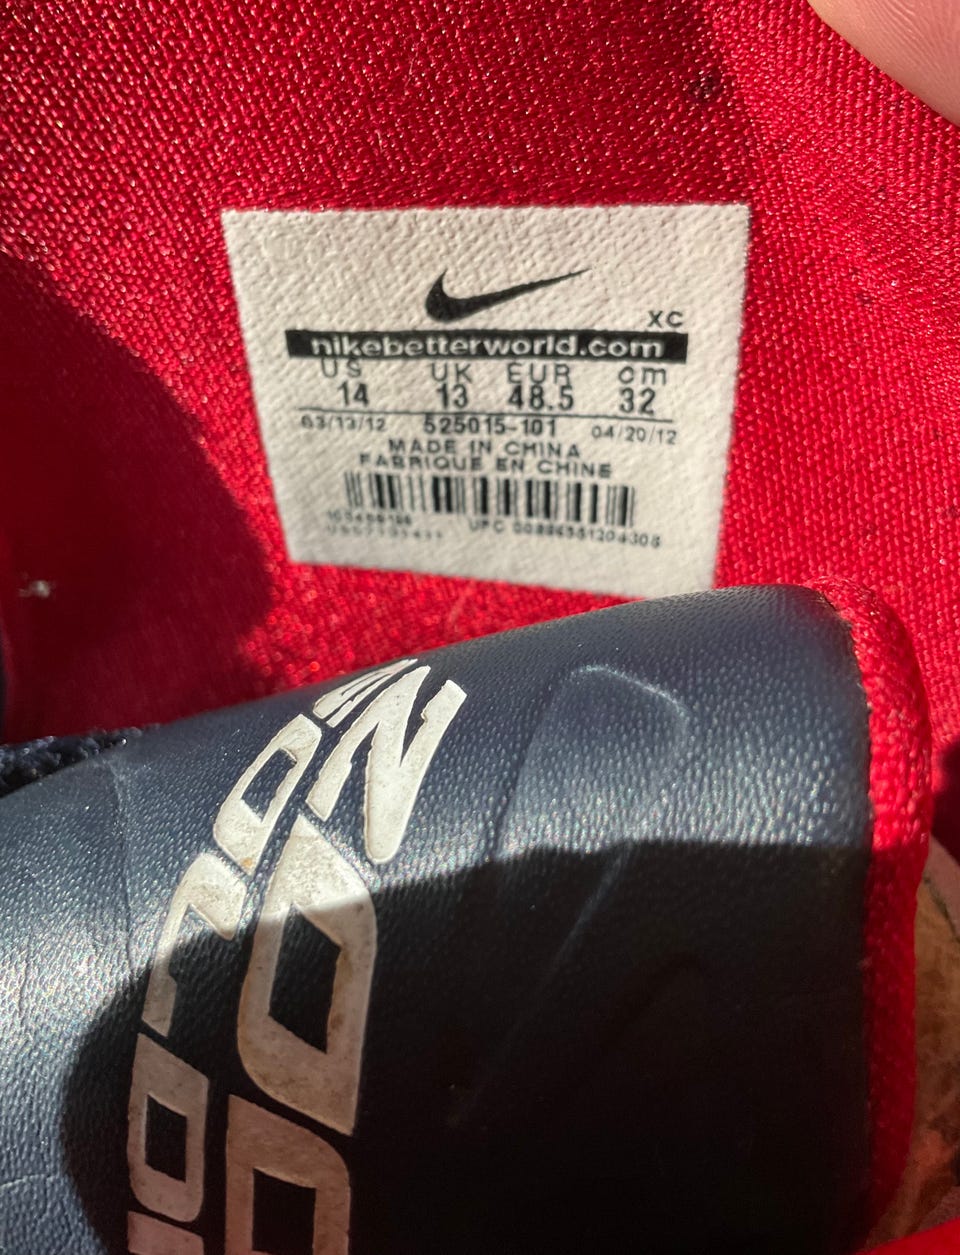 XC
nikebetterworld.com
US UK EUR cm
14 13 48.5 32
03/13/12 525015-101 04/20/12
MADE IN CHINA
FABRIQUE EN CHINE
UPC